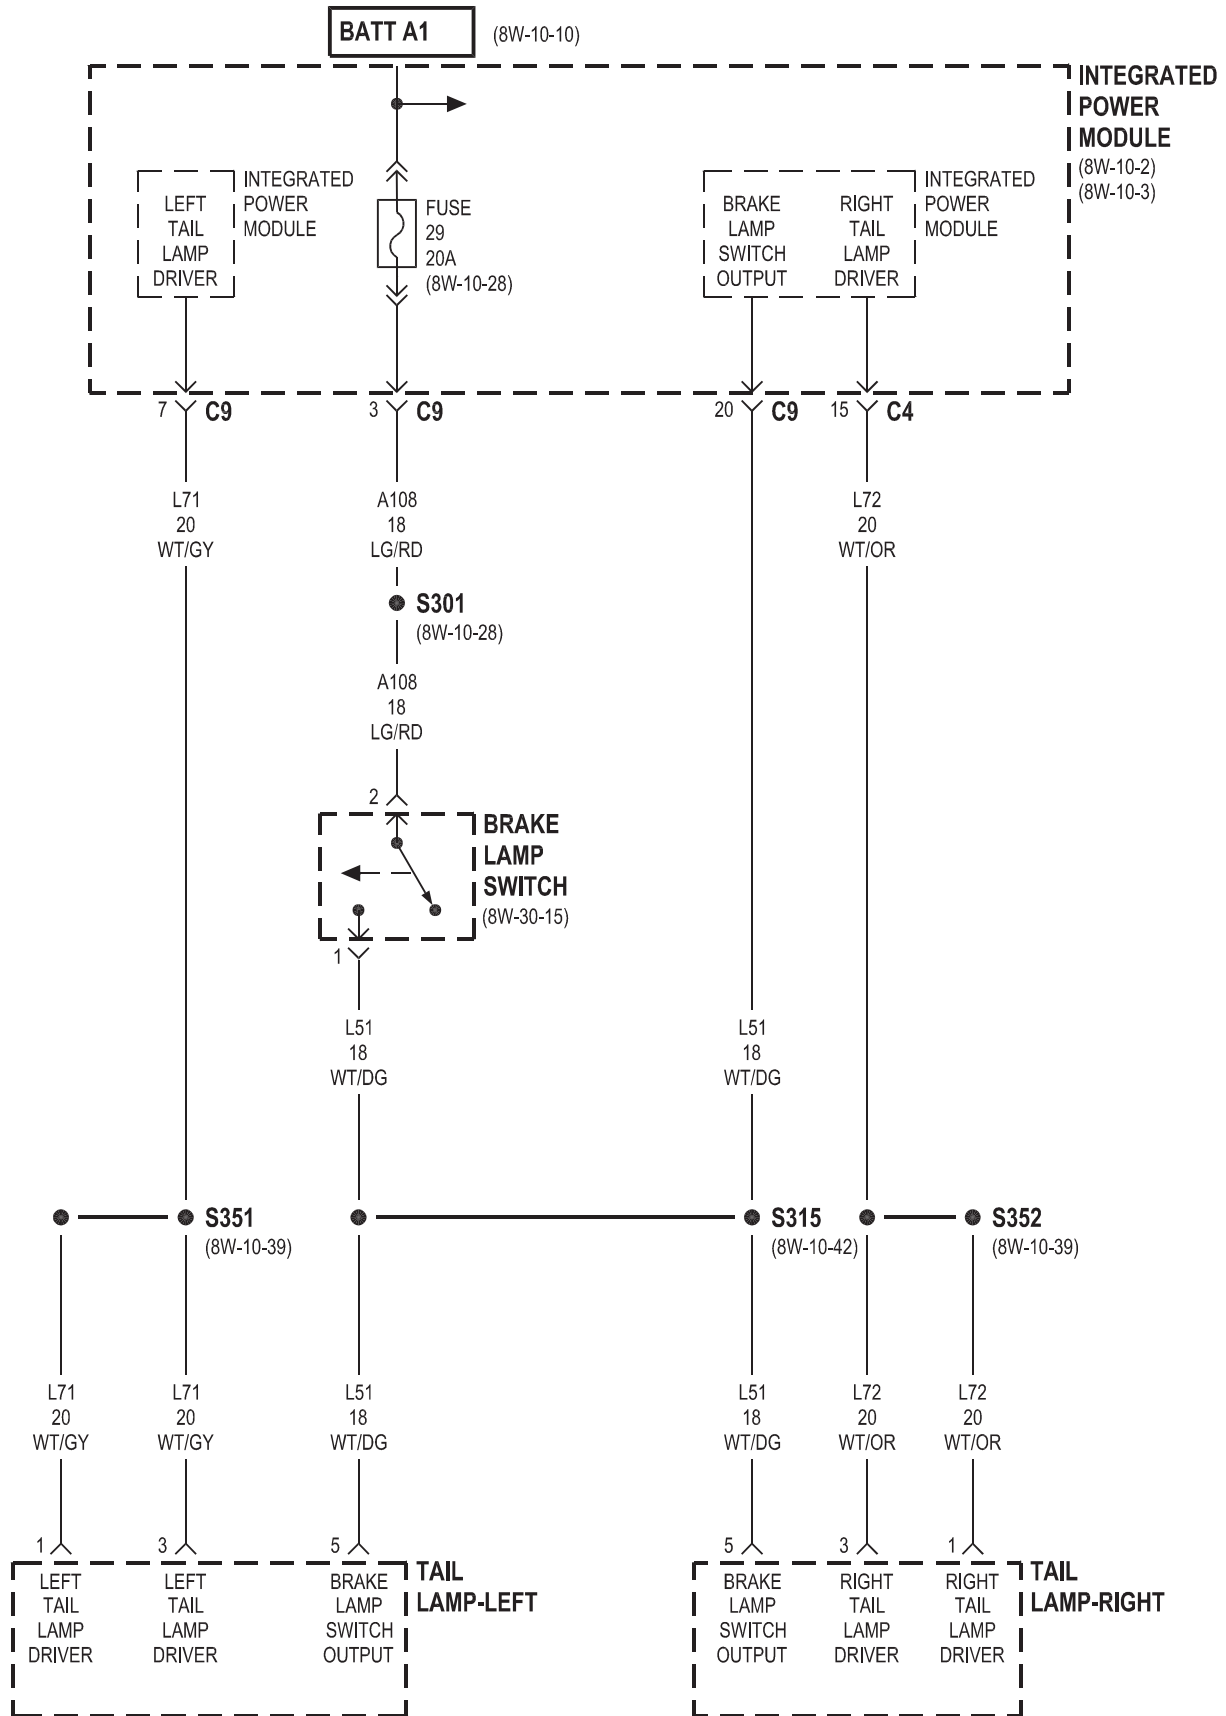 BATT A1
(8W-10-10)
INTEGRATED
POWER
MODULE
(8W-10-2)
(8W-10-3)
LEFT
TAIL
LAMP
DRIVER
INTEGRATED
POWER
MODULE
FUSE
29
20A
(8W-10-28)
BRAKE
LAMP
SWITCH
OUTPUT
RIGHT
TAIL
LAMP
DRIVER
INTEGRATED
POWER
MODULE
7 C9
3 C9
20 C9
15 C4
L71
20
WT/GY
A108
18
LG/RD
L72
20
WT/OR
S301
(8W-10-28)
A108
18
LG/RD
2
BRAKE
LAMP
SWITCH
(8W-30-15)
1
L51
18
WT/DG
L51
18
WT/DG
S351
(8W-10-39)
S315
(8W-10-42)
S352
(8W-10-39)
L71
20
WT/GY
L71
20
WT/GY
L51
18
WT/DG
L51
18
WT/DG
L72
20
WT/OR
L72
20
WT/OR
1
3
5
5
3
1
LEFT
TAIL
LAMP
DRIVER
LEFT
TAIL
LAMP
DRIVER
BRAKE
LAMP
SWITCH
OUTPUT
TAIL
LAMP-LEFT
BRAKE
LAMP
SWITCH
OUTPUT
RIGHT
TAIL
LAMP
DRIVER
RIGHT
TAIL
LAMP
DRIVER
TAIL
LAMP-RIGHT